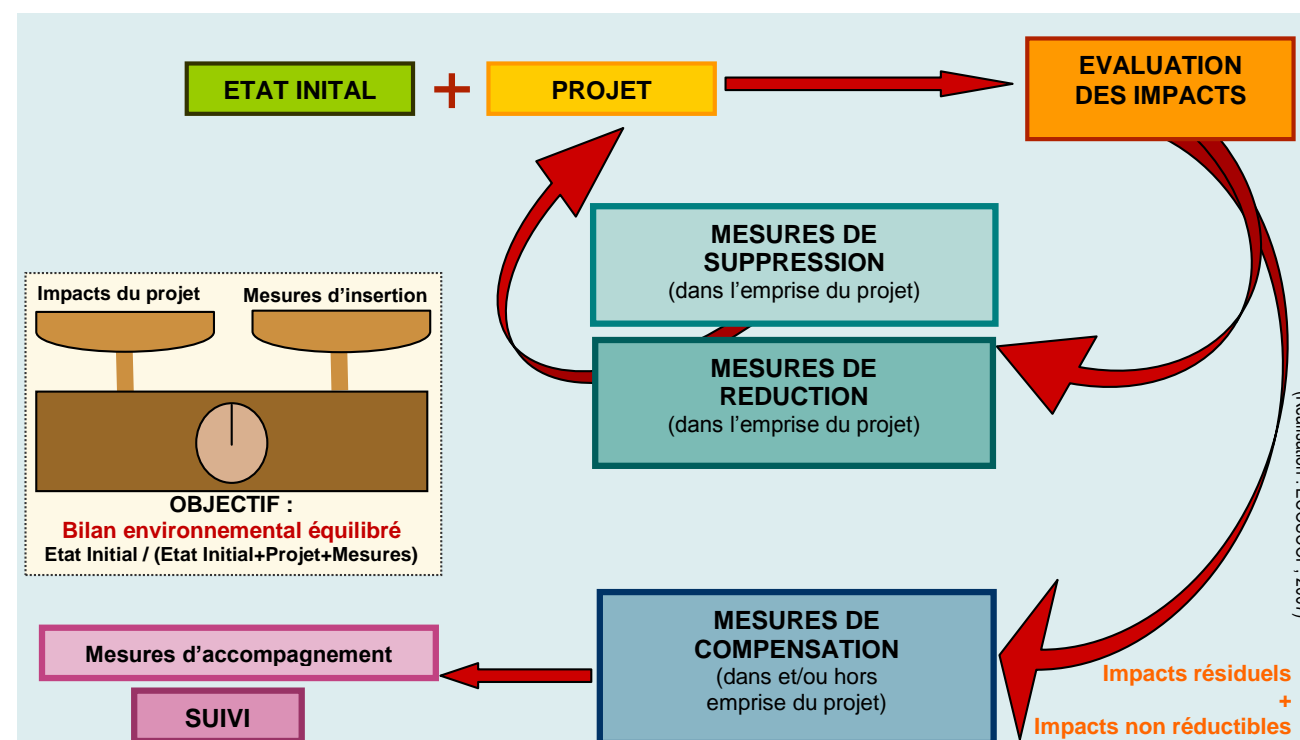 ETAT INITAL
+
PROJET
EVALUATION
DES IMPACTS
MESURES DE
SUPPRESSION
(dans l'emprise du projet)
MESURES DE
REDUCTION
(dans l'emprise du projet)
Impacts du projet
Mesures d'insertion
OBJECTIF :
Bilan environnemental équilibré
Etat Initial / (Etat Initial+Projet+Mesures)
MESURES DE
COMPENSATION
(dans et/ou hors
emprise du projet)
Mesures d'accompagnement
SUIVI
Impacts résiduels
+
Impacts non réductibles